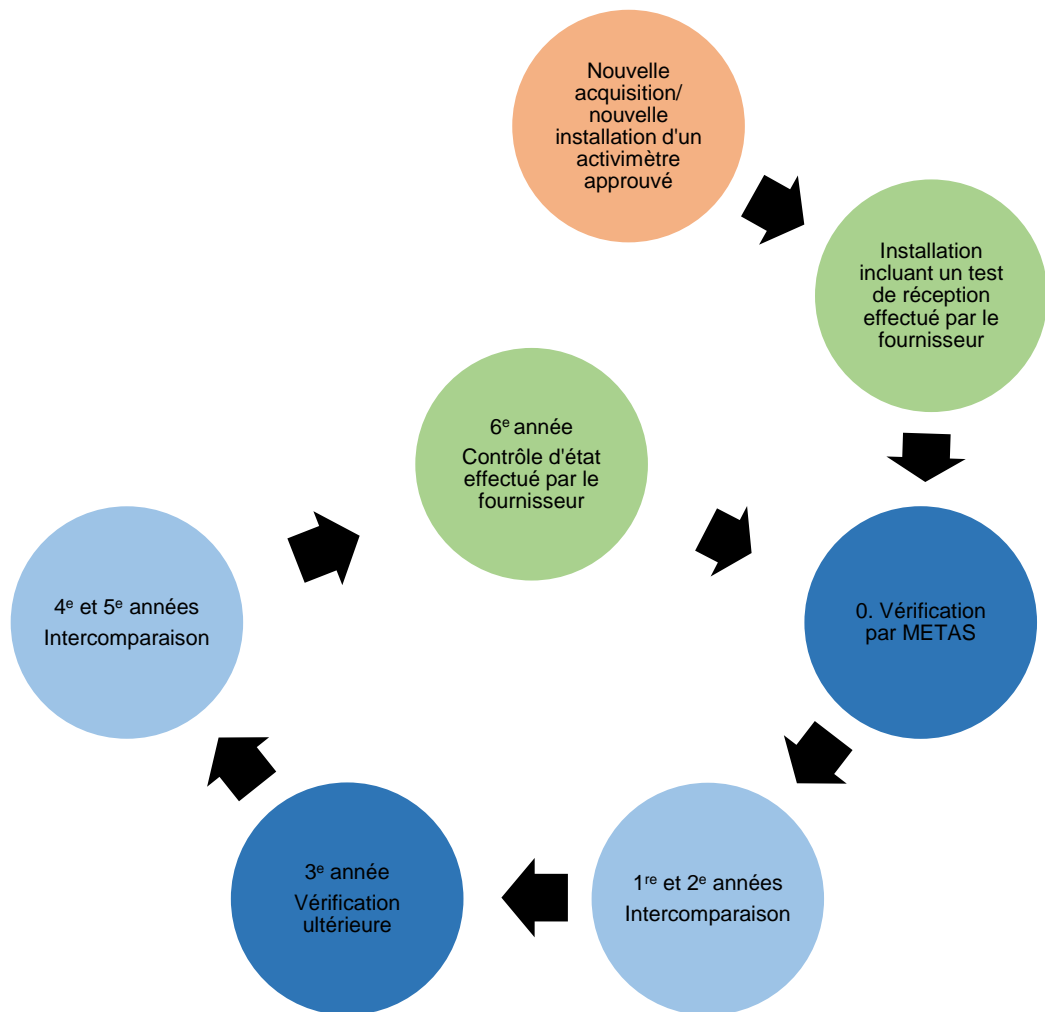 Nouvelle
acquisition/
nouvelle
installation d'un
activimètre
approuvé
Installation
incluant un test
de réception
effectué par le
fournisseur
6e année
Contrôle d'état
effectué par le
fournisseur
0. Vérification
par METAS
1re et 2e années
Intercomparaison
3e année
Vérification
ultérieure
4e et 5e années
Intercomparaison